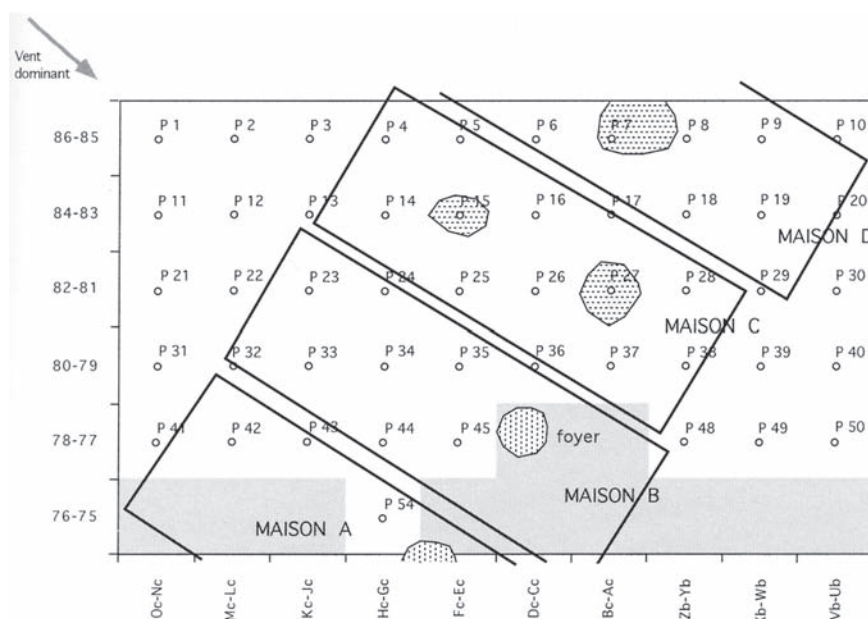 Vent
dominant
86-85
P 1 P 2 P 3 P 4 P 5 P 6 P 7 P 8 P 9 P 10
84-83
P 11 P 12 P 13 P 14 P 15 P 16 P 17 P 18 P 19 P 20
MAISON D
82-81
P 21 P 22 P 23 P 24 P 25 P 26 P 27 P 28 P 29 P 30
MAISON C
80-79
P 31 P 32 P 33 P 34 P 35 P 36 P 37 P 38 P 39 P 40
78-77
P 41 P 42 P 43 P 44 P 45 foyer P 48 P 49 P 50
MAISON B
76-75
P 54
MAISON A
Oc-Nc
Mc-Lc
Kc-Jc
Hc-Gc
Fc-Ec
Dc-Cc
Bc-Ac
Zb-Yb
Xb-Wb
Vb-Ub